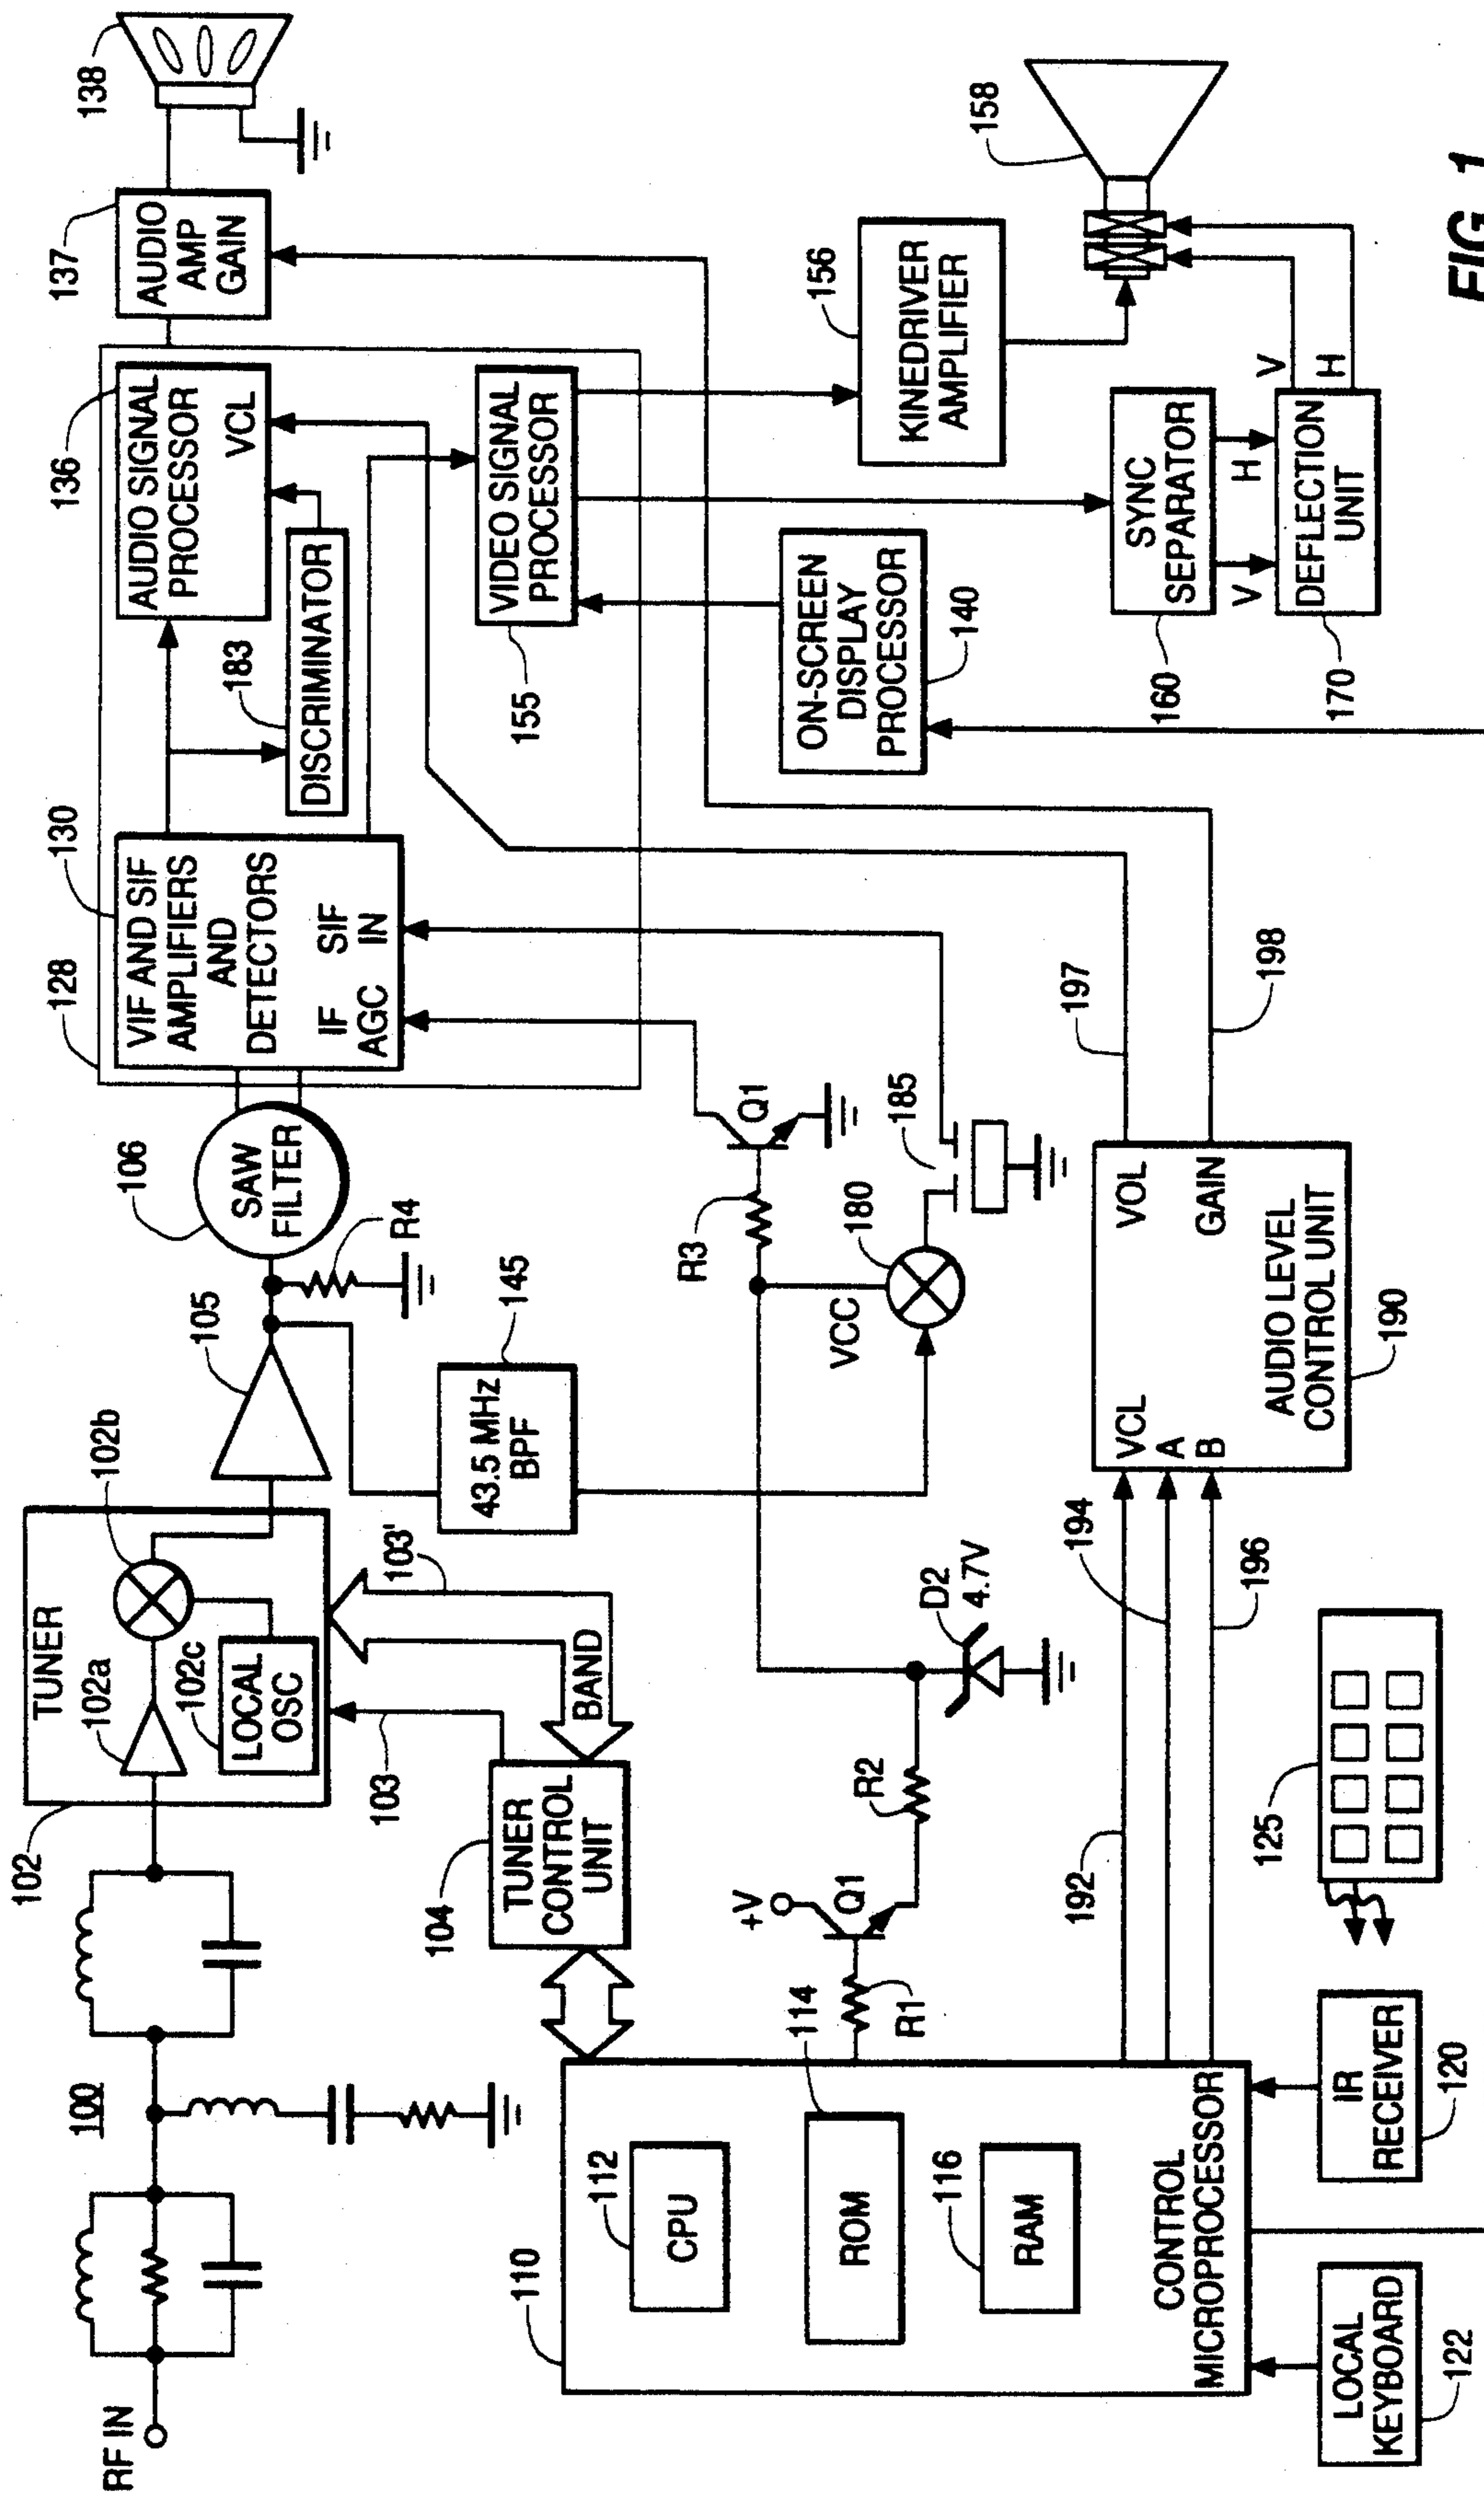 RF IN
100
102
TUNER
102a
102b
102c
LOCAL
OSC
103
103'
BAND
104
TUNER
CONTROL
UNIT
105
106
SAW
FILTER
R4
145
43.5 MHz
BPF
128
130
VIF AND SIF
AMPLIFIERS
AND
DETECTORS
IF SIF
AGC IN
183
DISCRIMINATOR
136
AUDIO SIGNAL
PROCESSOR
VCL
137
AUDIO
AMP
GAIN
138
155
VIDEO SIGNAL
PROCESSOR
156
KINEDRIVER
AMPLIFIER
158
ON-SCREEN
DISPLAY
PROCESSOR
140
SYNC
SEPARATOR
160
V
H
DEFLECTION
UNIT
170
V
H
110
112
CPU
114
ROM
116
RAM
CONTROL
MICROPROCESSOR
R1
+V
Q1
R2
D2
4.7V
R3
Q1
VCC
180
185
192
194
196
VCL
A
B
VOL
GAIN
AUDIO LEVEL
CONTROL UNIT
190
197
198
LOCAL
KEYBOARD
122
IR
RECEIVER
120
125
FIG. 1